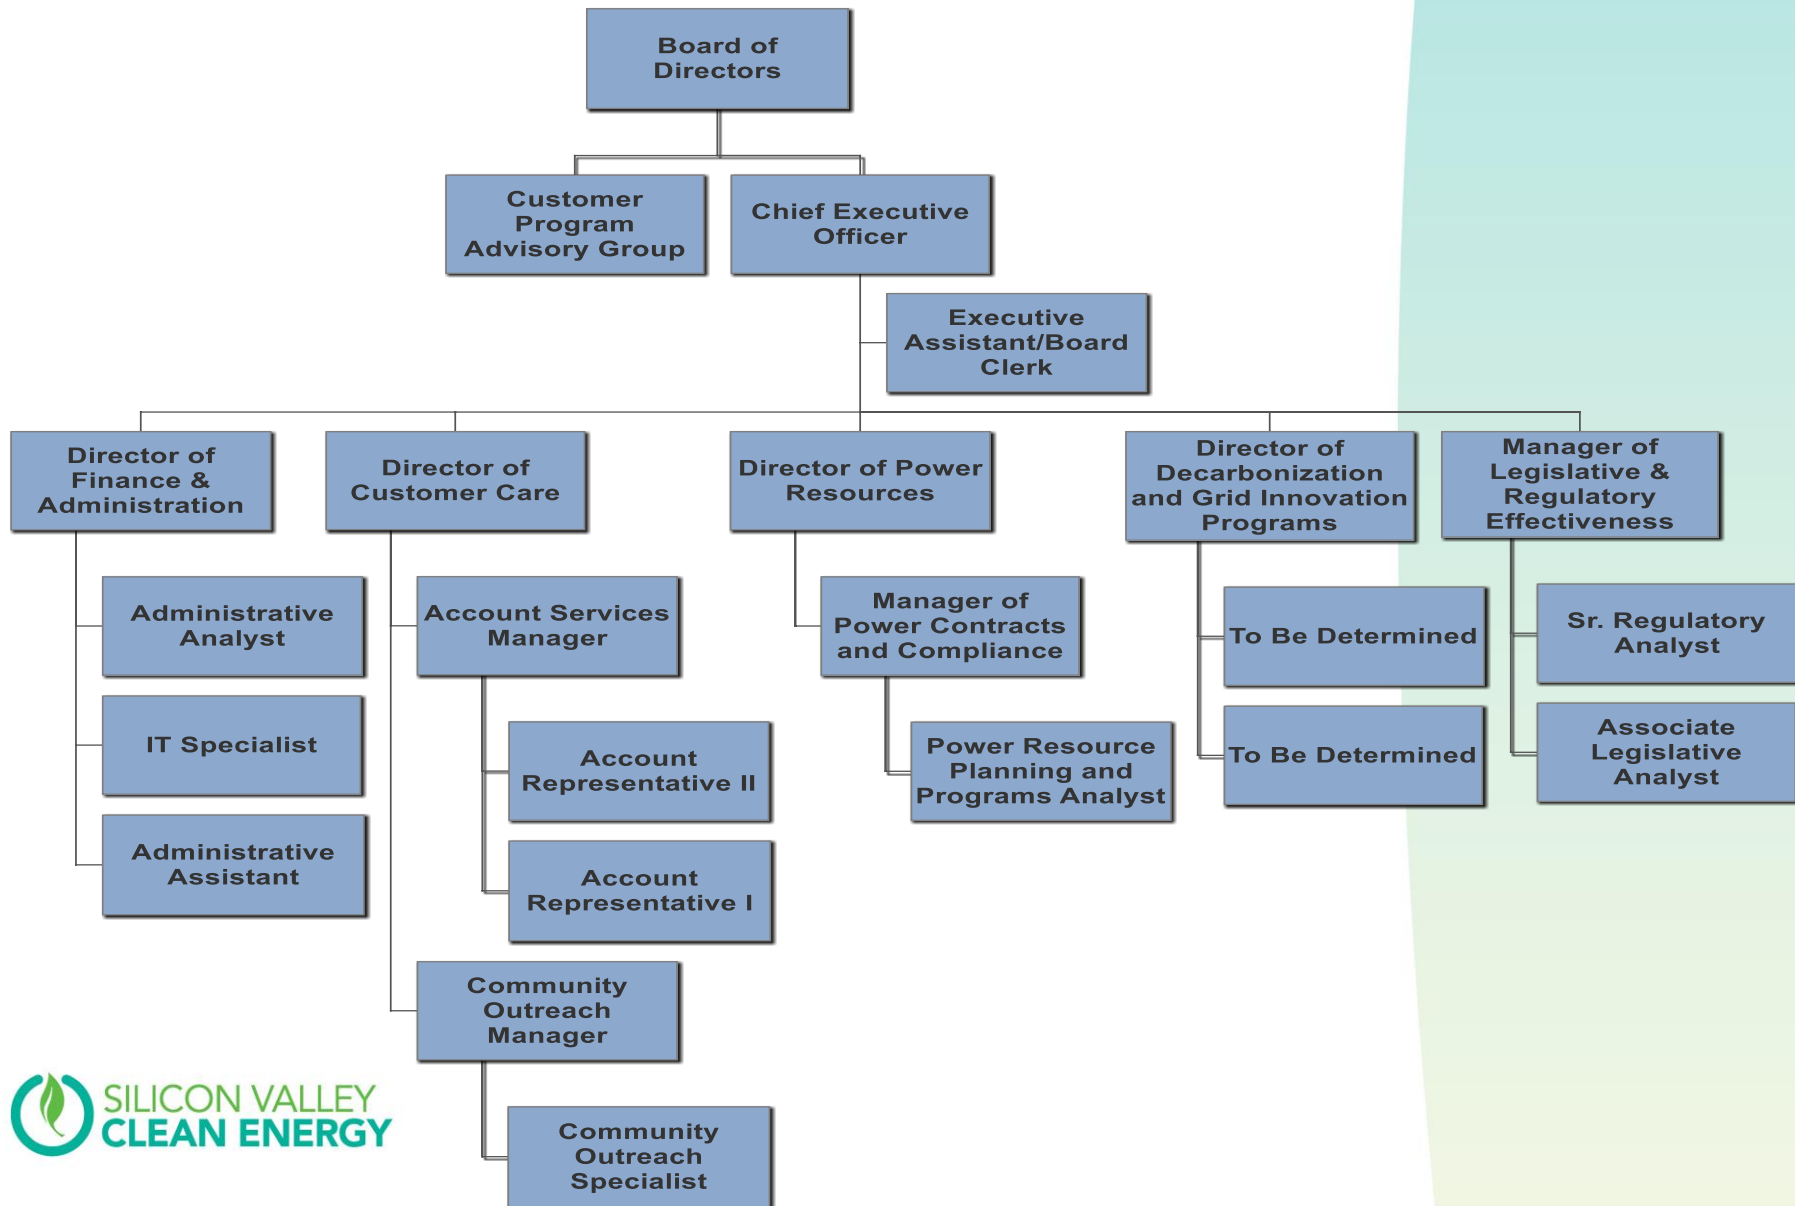 Board of
Directors
Customer
Program
Advisory Group
Chief Executive
Officer
Executive
Assistant/Board
Clerk
Director of
Finance &
Administration
Director of
Customer Care
Director of Power
Resources
Director of
Decarbonization
and Grid Innovation
Programs
Manager of
Legislative &
Regulatory
Effectiveness
Administrative
Analyst
Account Services
Manager
Manager of
Power Contracts
and Compliance
To Be Determined
Sr. Regulatory
Analyst
IT Specialist
Account
Representative II
Power Resource
Planning and
Programs Analyst
To Be Determined
Associate
Legislative
Analyst
Administrative
Assistant
Account
Representative I
Community
Outreach
Manager
Community
Outreach
Specialist
SILICON VALLEY
CLEAN ENERGY